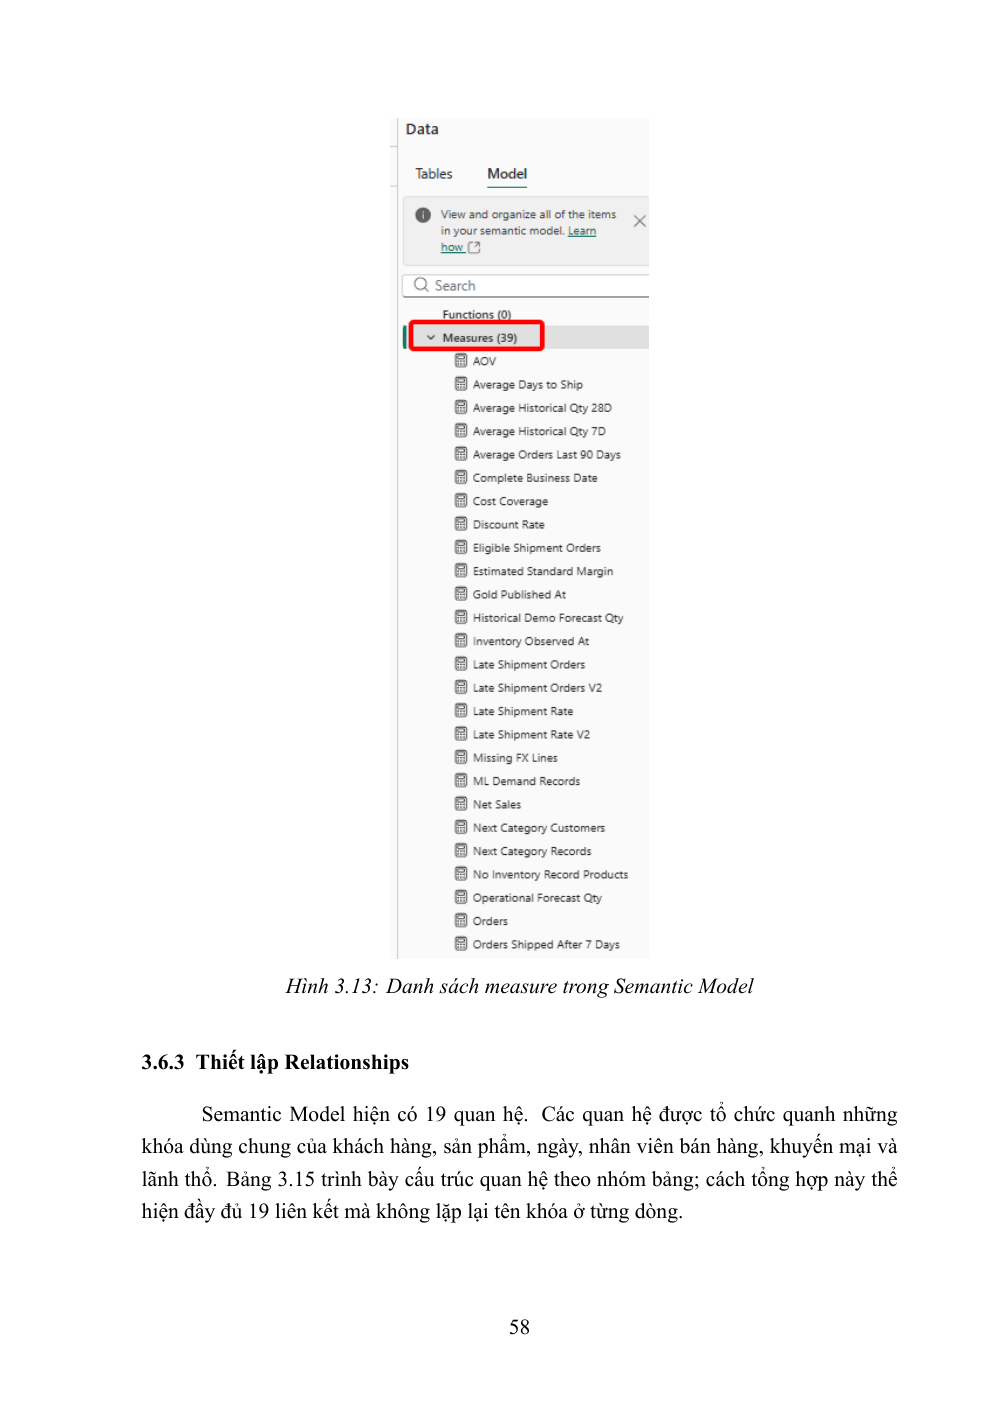 Data
Tables Model
View and organize all of the items
in your semantic model. Learn
how
Search
Functions (0)
Measures (39)
AOV
Average Days to Ship
Average Historical Qty 28D
Average Historical Qty 7D
Average Orders Last 90 Days
Complete Business Date
Cost Coverage
Discount Rate
Eligible Shipment Orders
Estimated Standard Margin
Gold Published At
Historical Demo Forecast Qty
Inventory Observed At
Late Shipment Orders
Late Shipment Orders V2
Late Shipment Rate
Late Shipment Rate V2
Missing FX Lines
ML Demand Records
Net Sales
Next Category Customers
Next Category Records
No Inventory Record Products
Operational Forecast Qty
Orders
Orders Shipped After 7 Days
Hình 3.13: Danh sách measure trong Semantic Model
3.6.3 Thiết lập Relationships
Semantic Model hiện có 19 quan hệ. Các quan hệ được tổ chức quanh những
khóa dùng chung của khách hàng, sản phẩm, ngày, nhân viên bán hàng, khuyến mại và
lãnh thổ. Bảng 3.15 trình bày cấu trúc quan hệ theo nhóm bảng; cách tổng hợp này thể
hiện đầy đủ 19 liên kết mà không lặp lại tên khóa ở từng dòng.
58